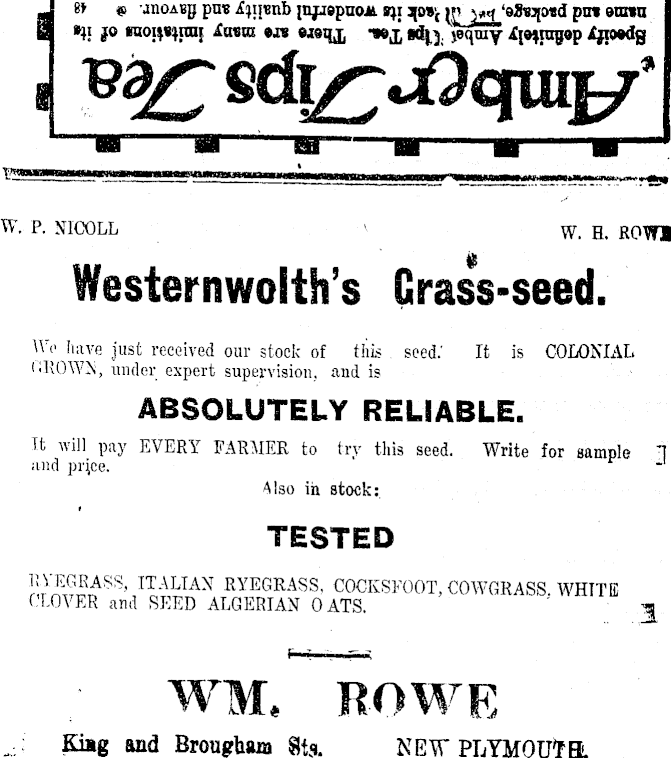 Amber Tips Tea
Specify definitely Amber Tips Tea. There are many imitations of its
name and package, but all lack its wonderful quality and flavour. 48
W. P. NICOLL W. H. ROWE
Westernwolth's Grass-seed.
We have just received our stock of this seed. It is COLONIAL
GROWN, under expert supervision, and is
ABSOLUTELY RELIABLE.
It will pay EVERY FARMER to try this seed. Write for sample
and price.
Also in stock:
TESTED
RYEGRASS, ITALIAN RYEGRASS, COCKSFOOT, COWGRASS, WHITE
CLOVER and SEED ALGERIAN OATS.
WM. ROWE
King and Brougham Sts. NEW PLYMOUTH.